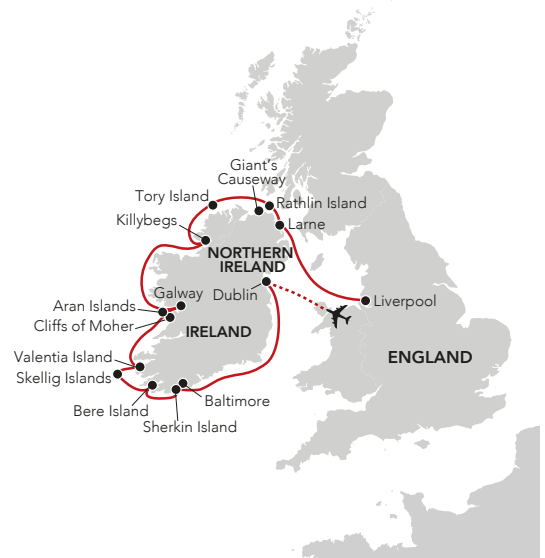 Giant's
Causeway
Tory Island
Rathlin Island
Killybegs
Larne
NORTHERN
IRELAND
Galway
Dublin
Aran Islands
Liverpool
Cliffs of Moher
IRELAND
Valentia Island
ENGLAND
Skellig Islands
Baltimore
Bere Island
Sherkin Island